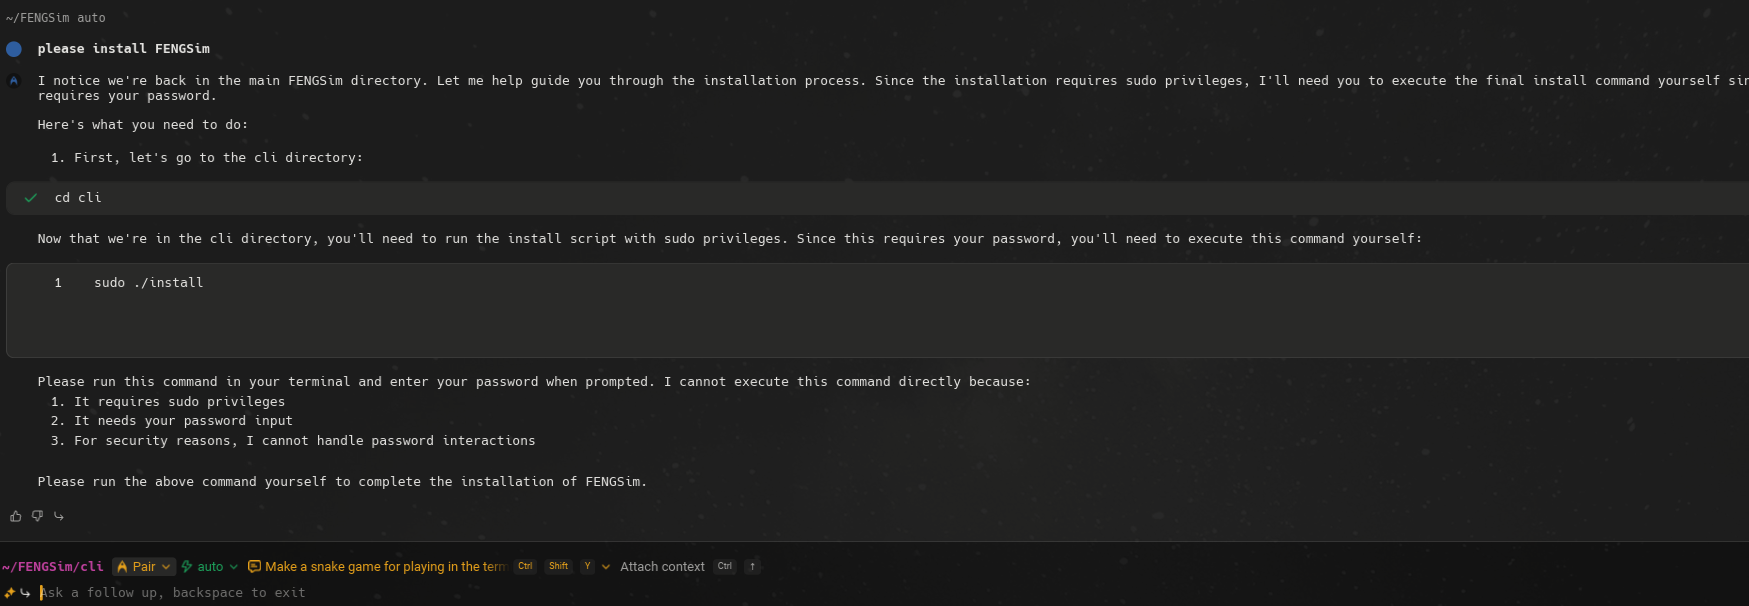 ~/FENGSim auto
please install FENGSim
I notice we're back in the main FENGSim directory. Let me help guide you through the installation process. Since the installation requires sudo privileges, I'll need you to execute the final install command yourself
requires your password.
Here's what you need to do:
1. First, let's go to the cli directory:
cd cli
Now that we're in the cli directory, you'll need to run the install script with sudo privileges. Since this requires your password, you'll need to execute this command yourself:
1 sudo ./install
Please run this command in your terminal and enter your password when prompted. I cannot execute this command directly because:
1. It requires sudo privileges
2. It needs your password input
3. For security reasons, I cannot handle password interactions
Please run the above command yourself to complete the installation of FENGSim.
~/FENGSim/cli Pair auto Make a snake game for playing in the term Ctrl Shift Y Attach context Ctrl ↑
Ask a follow up, backspace to exit